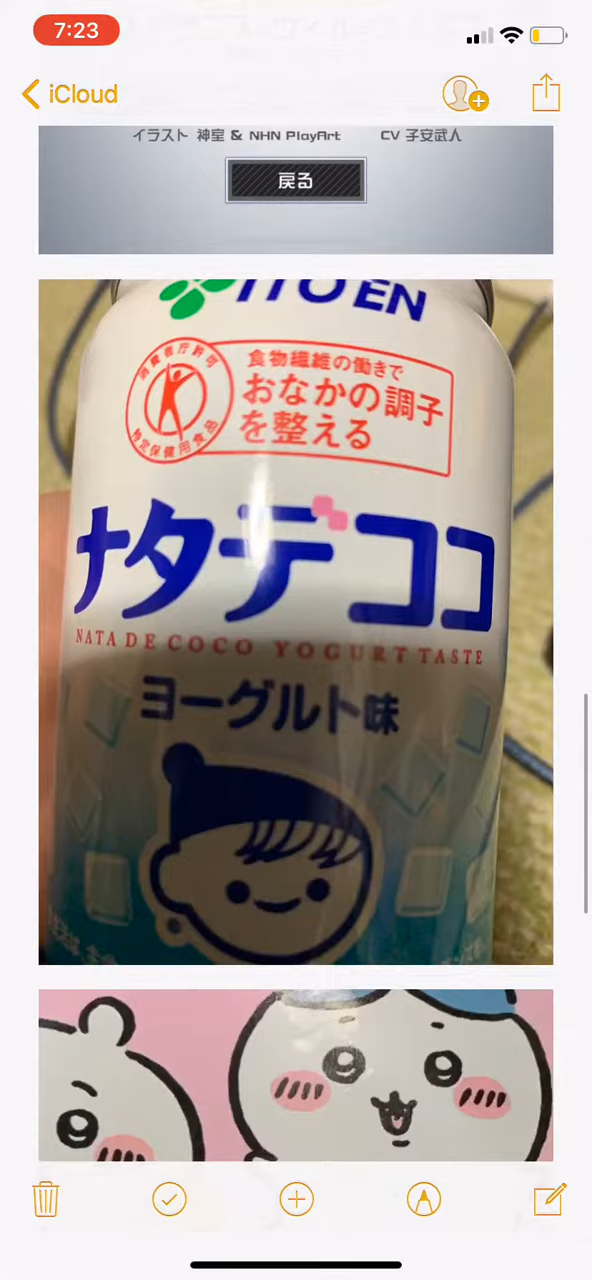 7:23
iCloud
イラスト 神室 & NHN PlayArt CV 子安武人
戻る
ITO EN
消費者庁許可
特定保健用食品
食物繊維の働きで
おなかの調子
を整える
ナタデココ
NATA DE COCO YOGURT TASTE
ヨーグルト味